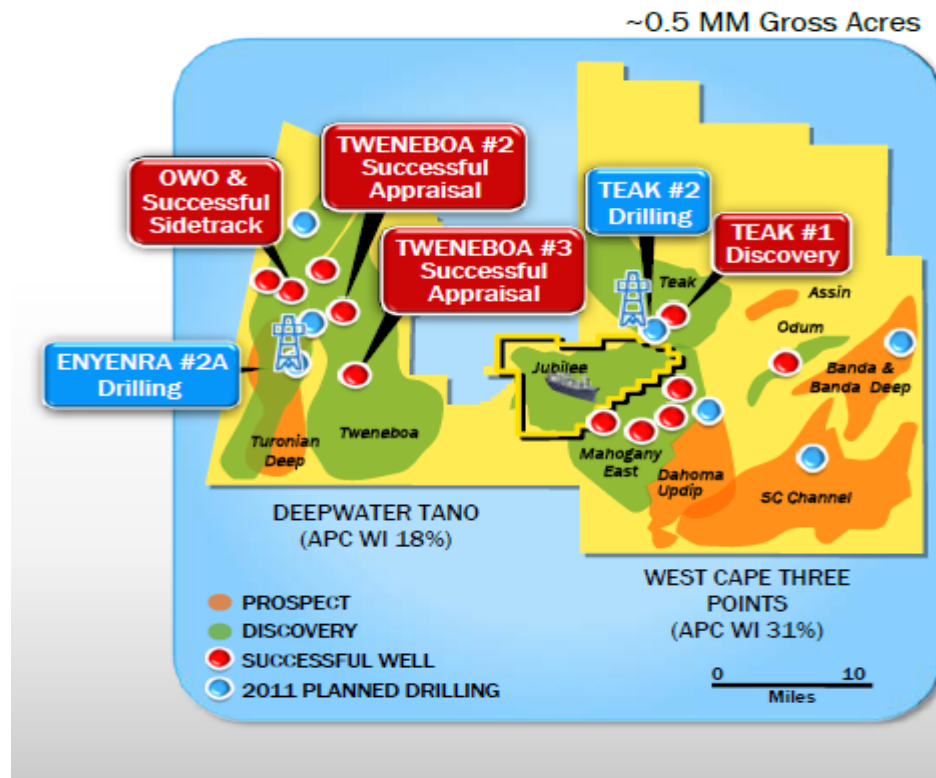 ~0.5 MM Gross Acres
TWENEBOA #2
Successful
Appraisal
OWO &
Successful
Sidetrack
TEAK #2
Drilling
TEAK #1
Discovery
TWENEBOA #3
Successful
Appraisal
Teak
Assin
Odum
ENYENRA #2A
Drilling
Jubilee
Banda &
Banda Deep
Turonian
Deep
Tweneboa
Mahogany
East
Dahoma
Updip
SC Channel
DEEPWATER TANO
(APC WI 18%)
WEST CAPE THREE
POINTS
(APC WI 31%)
PROSPECT
DISCOVERY
SUCCESSFUL WELL
2011 PLANNED DRILLING
0 10
Miles